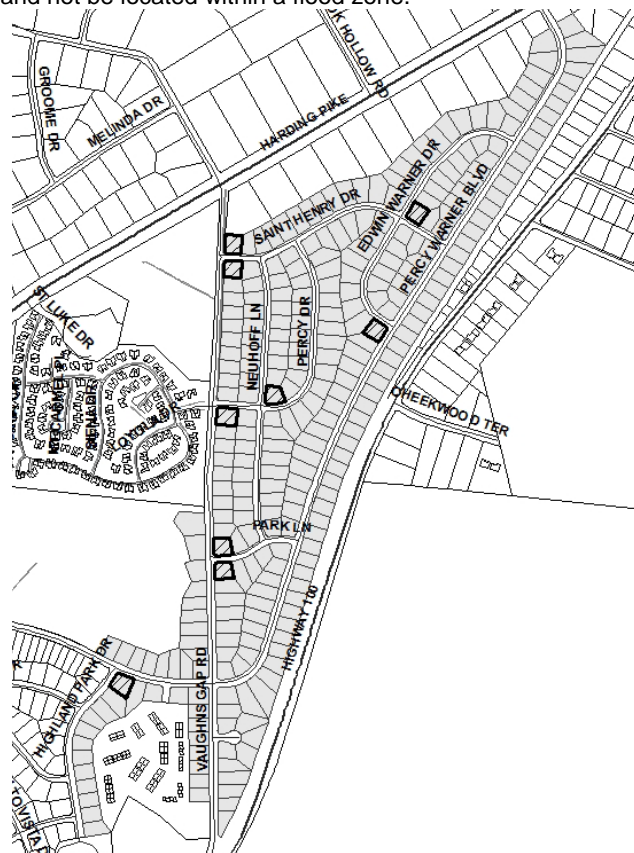 and not be located within a flood zone.
GROOME DR
MELINDA DR
HARDING PIKE
HOLLOW RD
SAINT HENRY DR
EDWIN WARNER DR
PERCY WARNER BLVD
NEUHOFF LN
PERCY DR
ST LUKE DR
CHEEKWOOD TER
PARK LN
HIGHWAY 100
VAUGHNS GAP RD
HIGHLAND PARK DR